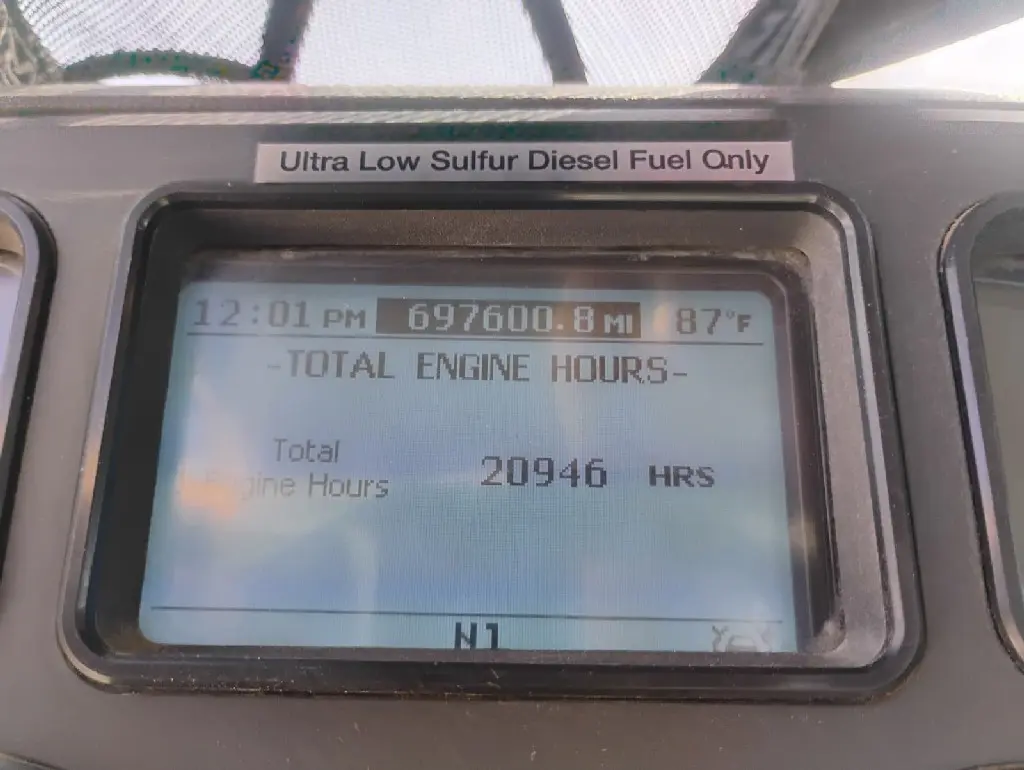 Ultra Low Sulfur Diesel Fuel Only
12:01 PM 697600.8 MI 87°F
-TOTAL ENGINE HOURS-
Total
Engine Hours 20946 HRS
N1